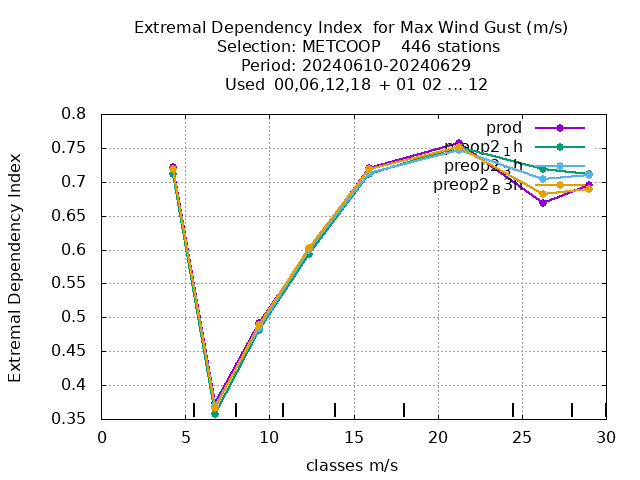 Extremal Dependency Index for Max Wind Gust (m/s)
Selection: METCOOP 446 stations
Period: 20240610-20240629
Used 00,06,12,18 + 01 02 ... 12
Extremal Dependency Index
0.8
0.75
0.7
0.65
0.6
0.55
0.5
0.45
0.4
0.35
prod
preop2 1h
preop2 3h
preop2 B 3h
0 5 10 15 20 25 30
classes m/s